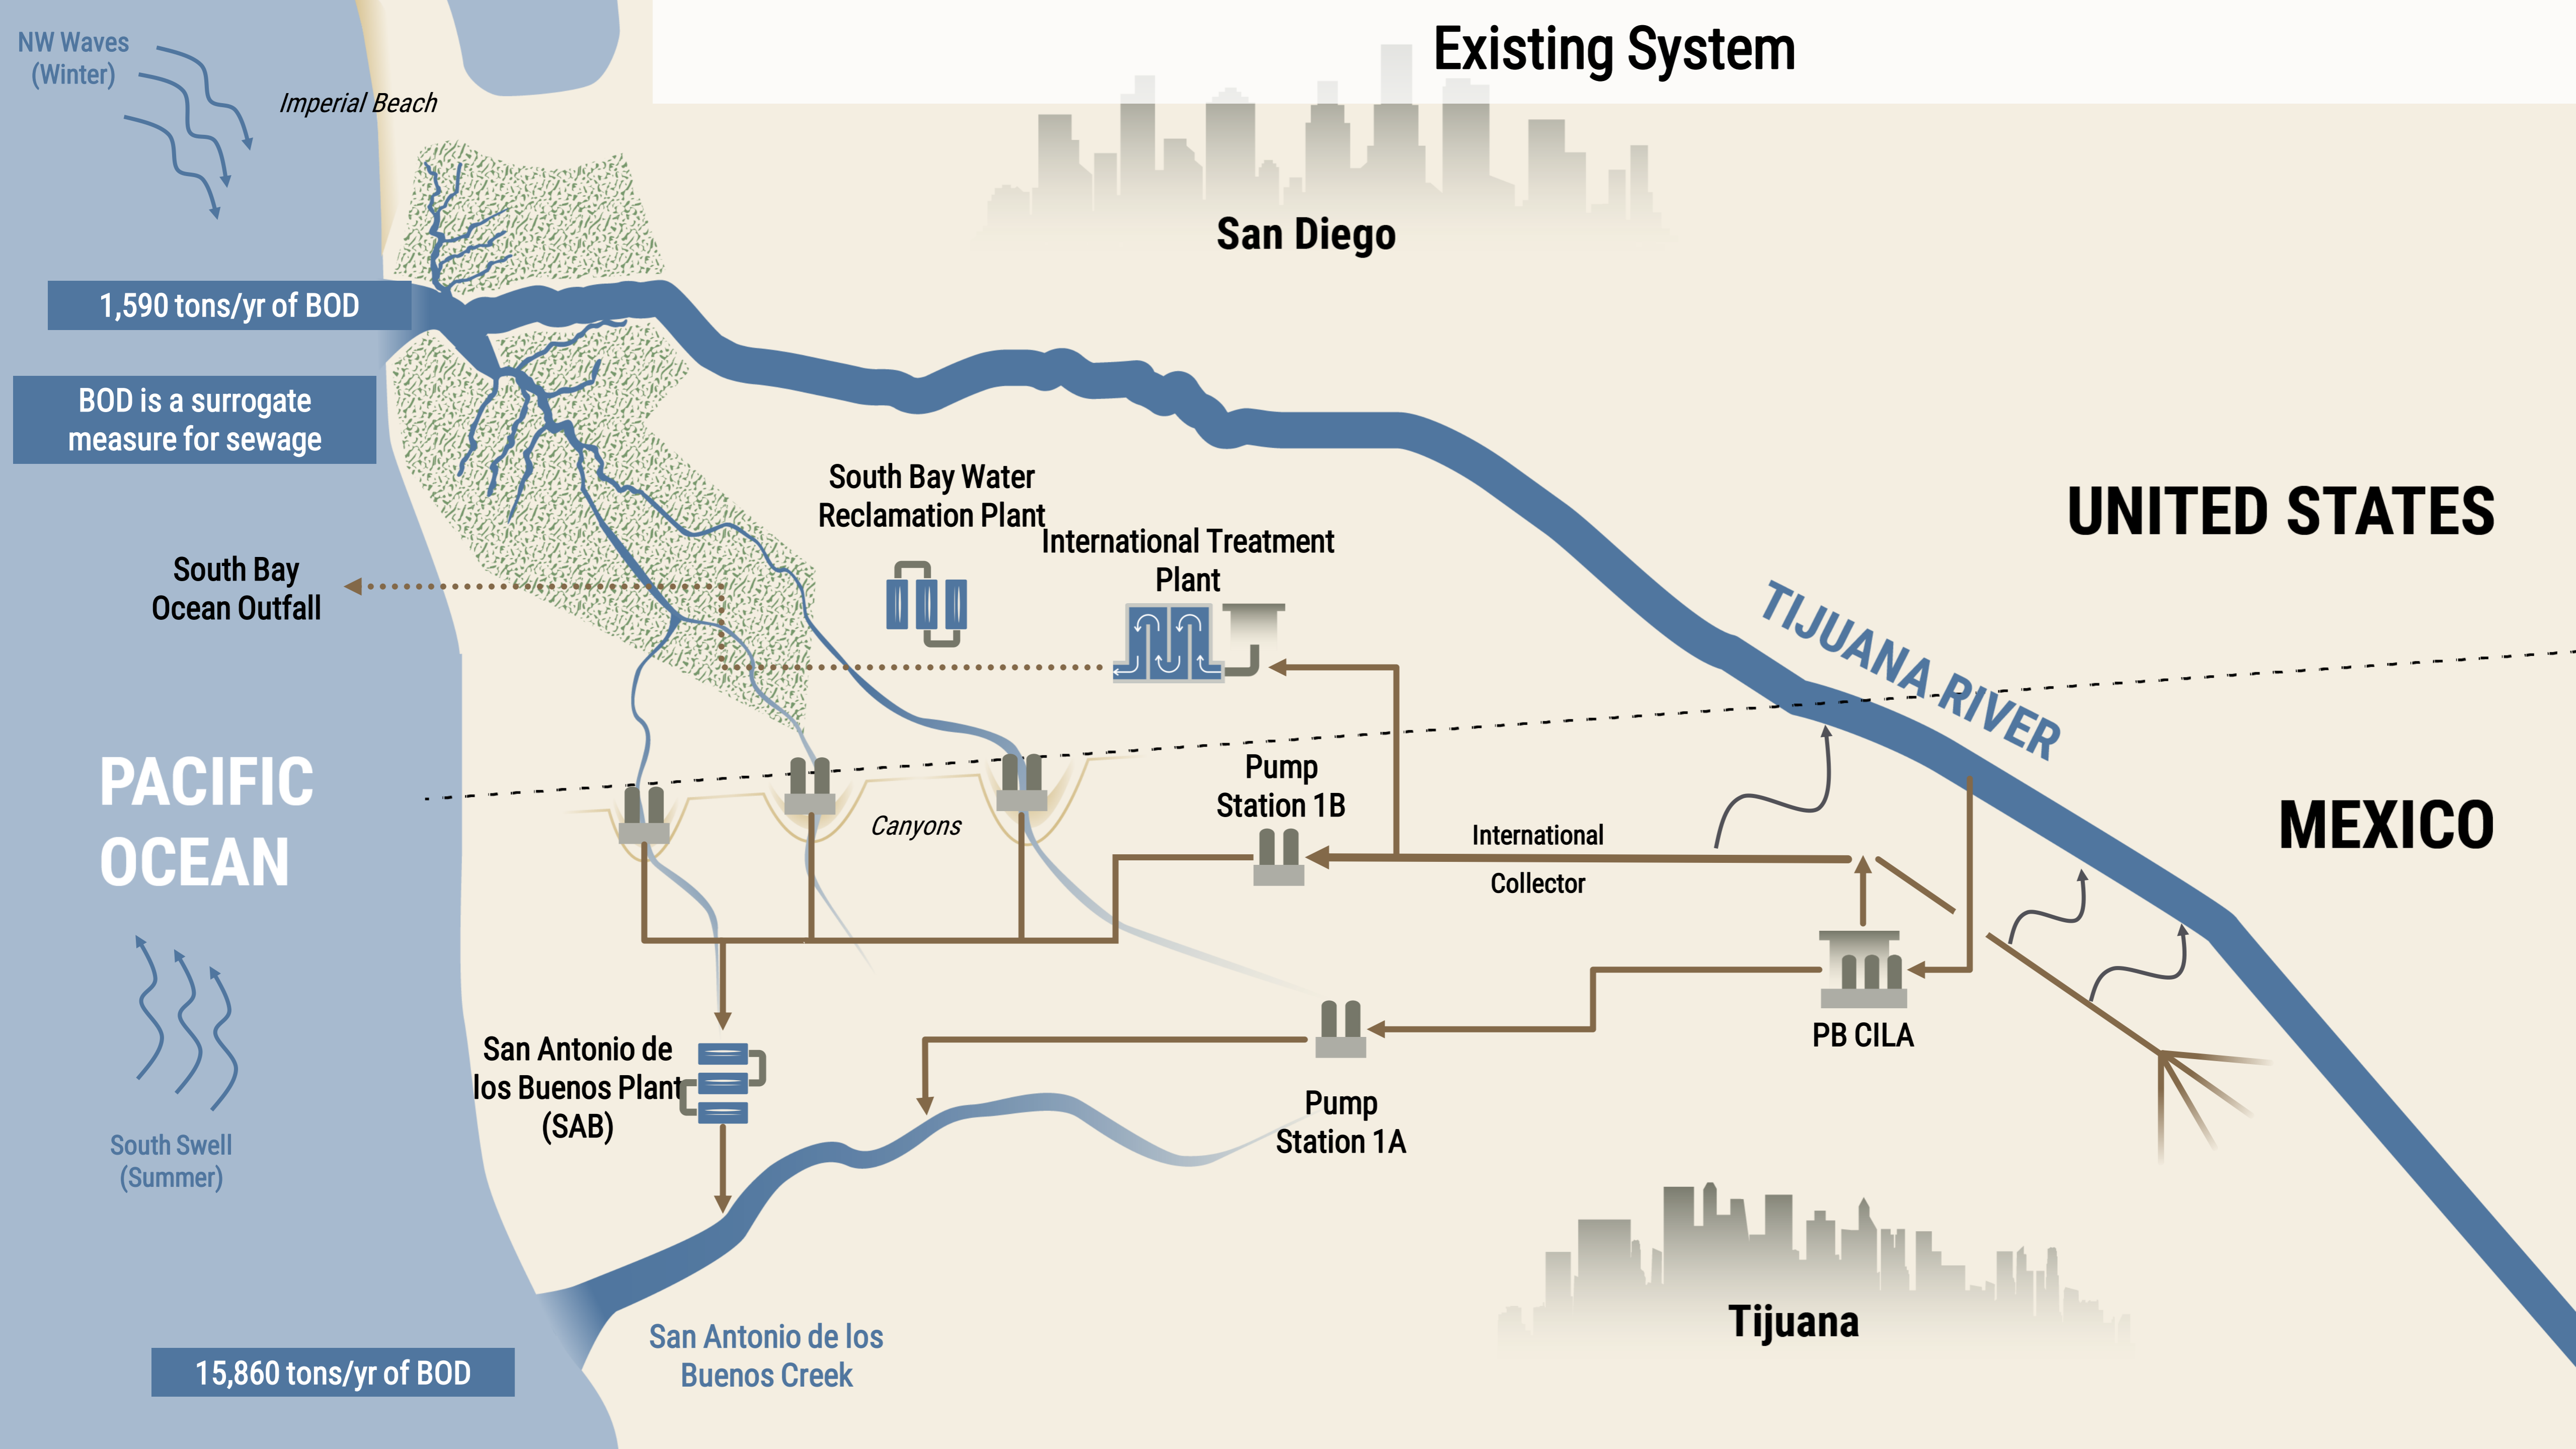 Existing System
NW Waves
(Winter)
Imperial Beach
San Diego
1,590 tons/yr of BOD
BOD is a surrogate
measure for sewage
South Bay Water
Reclamation Plant
International Treatment
Plant
UNITED STATES
South Bay
Ocean Outfall
TIJUANA RIVER
PACIFIC
OCEAN
Pump
Station 1B
Canyons
International
Collector
MEXICO
San Antonio de
los Buenos Plant
(SAB)
PB CILA
Pump
Station 1A
South Swell
(Summer)
Tijuana
San Antonio de los
Buenos Creek
15,860 tons/yr of BOD